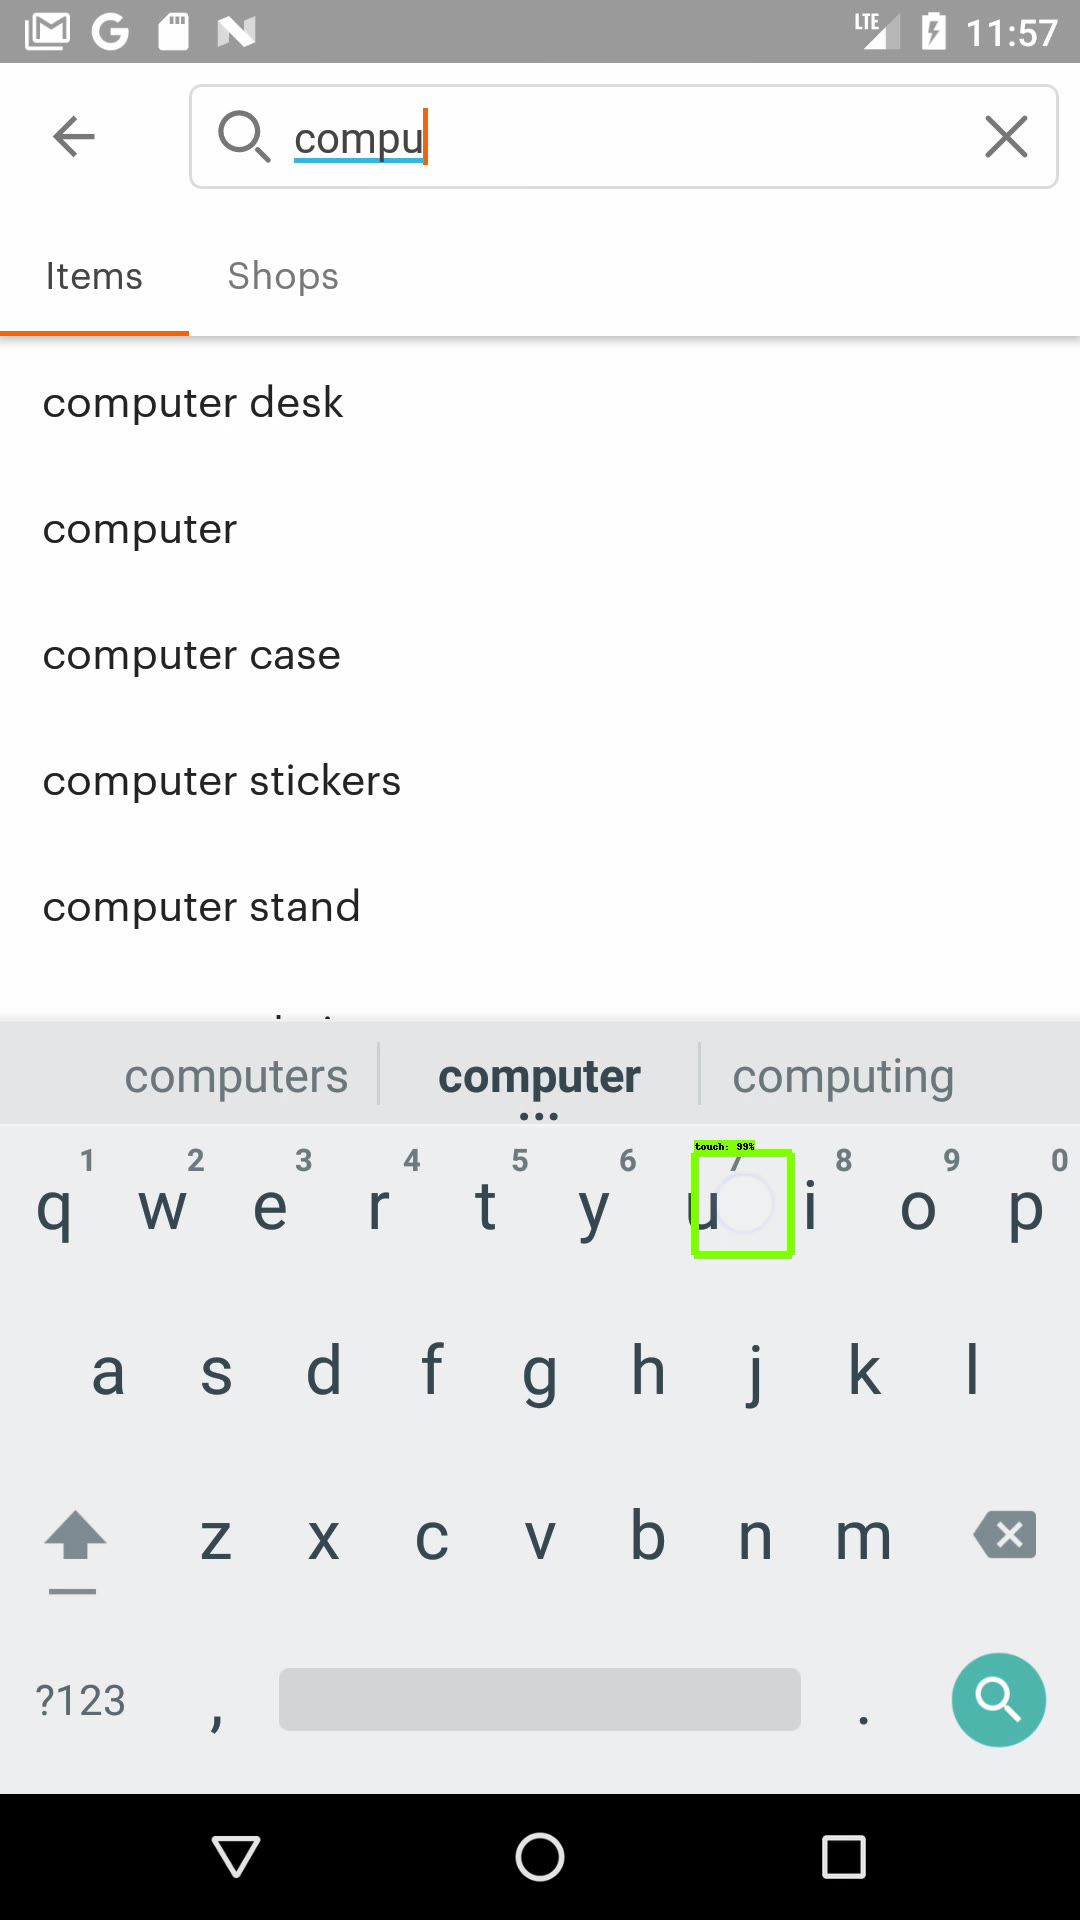 LTE 11:57
compu
Items Shops
computer desk
computer
computer case
computer stickers
computer stand
computers computer computing
touch: 99%
1 2 3 4 5 6 7 8 9 0
q w e r t y u i o p
a s d f g h j k l
z x c v b n m
?123 , .